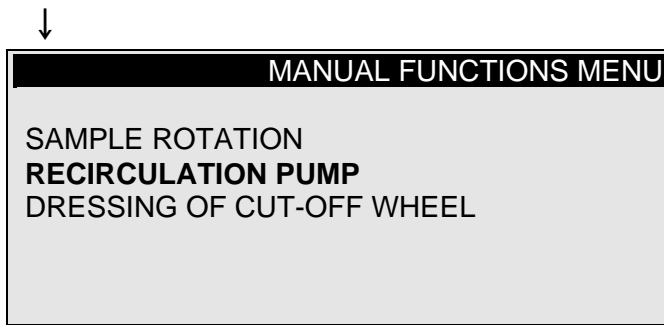 ↓
MANUAL FUNCTIONS MENU
SAMPLE ROTATION
RECIRCULATION PUMP
DRESSING OF CUT-OFF WHEEL